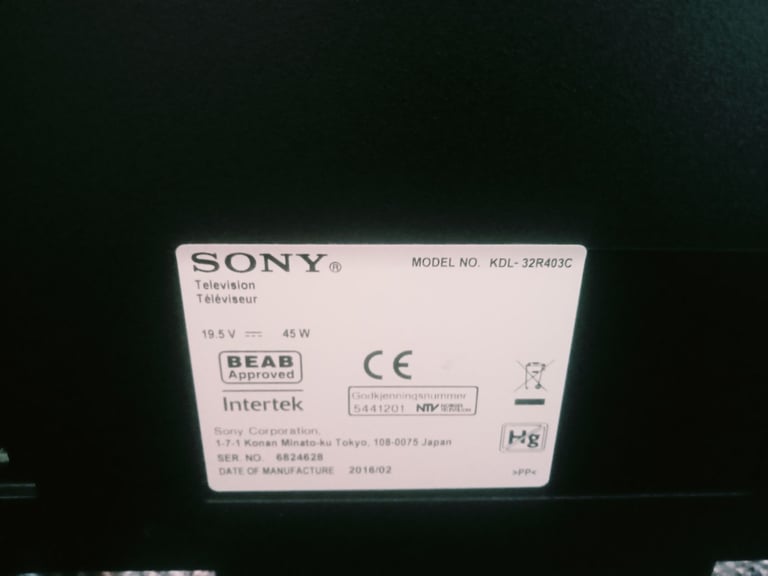 SONY®
MODEL NO. KDL-32R403C
Television
Téléviseur
19.5 V ⎓ 45 W
BEAB
Approved
Intertek
CE
Godkjenningsnummer
5441201 NTV
Hg
Sony Corporation,
1-7-1 Konan Minato-ku Tokyo, 108-0075 Japan
SER. NO. 6824628
DATE OF MANUFACTURE 2016/02
>PP<